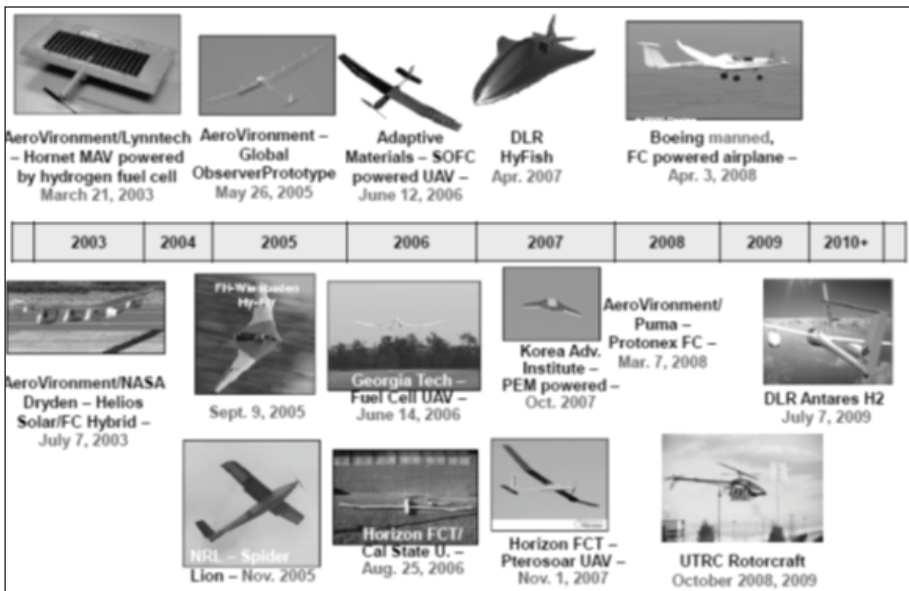 AeroVironment/Lynntech
– Hornet MAV powered
by hydrogen fuel cell
March 21, 2003
AeroVironment –
Global
ObserverPrototype
May 26, 2005
Adaptive
Materials – SOFC
powered UAV –
June 12, 2006
DLR
HyFish
Apr. 2007
Boeing manned,
FC powered airplane –
Apr. 3, 2008
2003
2004
2005
2006
2007
2008
2009
2010+
AeroVironment/NASA
Dryden – Helios
Solar/FC Hybrid –
July 7, 2003
FH-Wiesbaden
Hy-Fly
Sept. 9, 2005
Georgia Tech –
Fuel Cell UAV –
June 14, 2006
Korea Adv.
Institute –
PEM powered –
Oct. 2007
AeroVironment/
Puma –
Protonex FC –
Mar. 7, 2008
DLR Antares H2
July 7, 2009
NRL – Spider
Lion – Nov. 2005
Horizon FCT/
Cal State U. –
Aug. 25, 2006
Horizon FCT –
Pterosoar UAV –
Nov. 1, 2007
UTRC Rotorcraft
October 2008, 2009